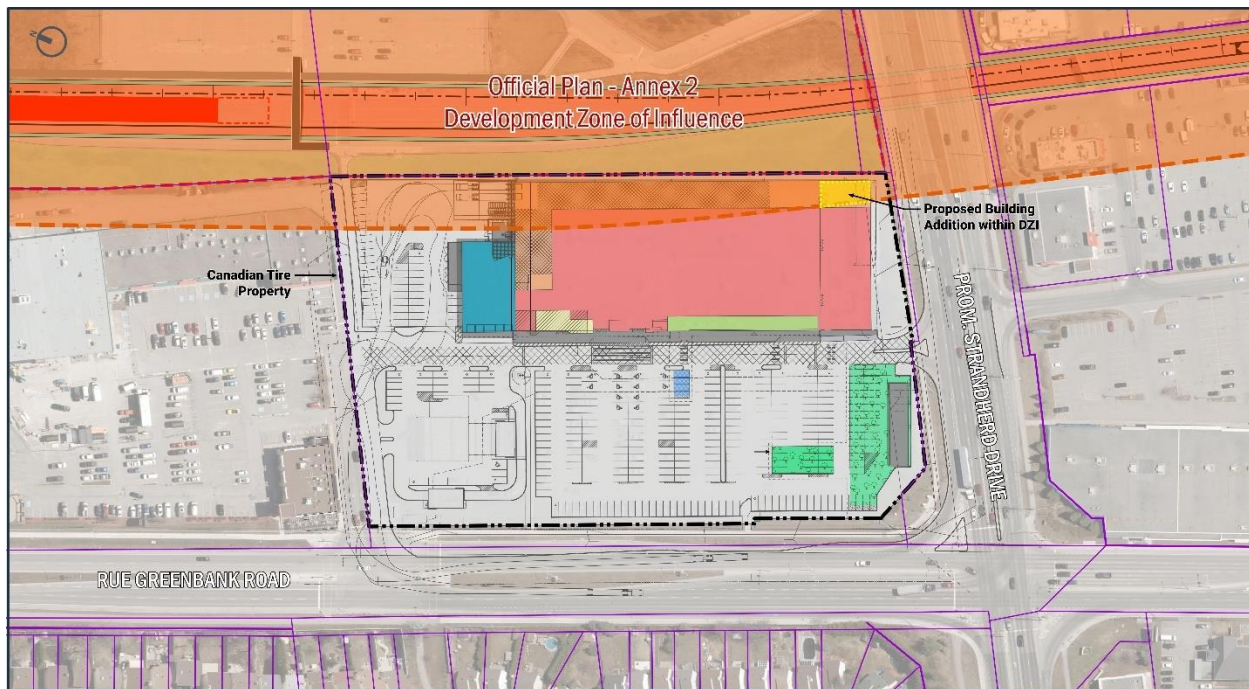 N
Official Plan - Annex 2
Development Zone of Influence
Proposed Building
Addition within DZI
Canadian Tire
Property
PROM. STRANDHERD DRIVE
RUE GREENBANK ROAD